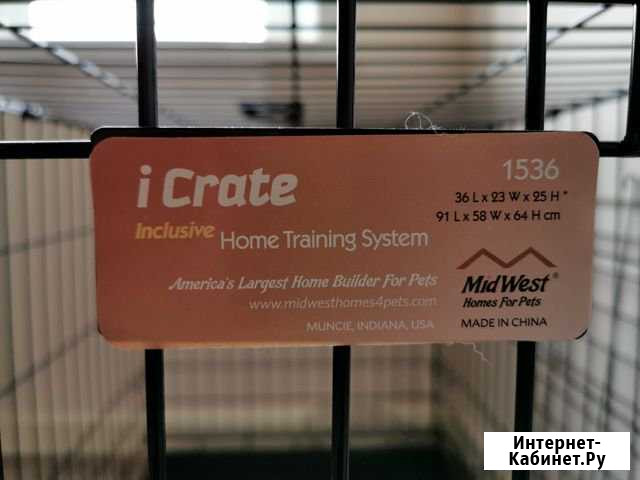 i Crate
Inclusive Home Training System
America's Largest Home Builder For Pets
www.midwesthomes4pets.com
MUNCIE, INDIANA, USA
1536
36 L x 23 W x 25 H "
91 L x 58 W x 64 H cm
MidWest®
Homes For Pets
MADE IN CHINA
Интернет-
Кабинет.Ру